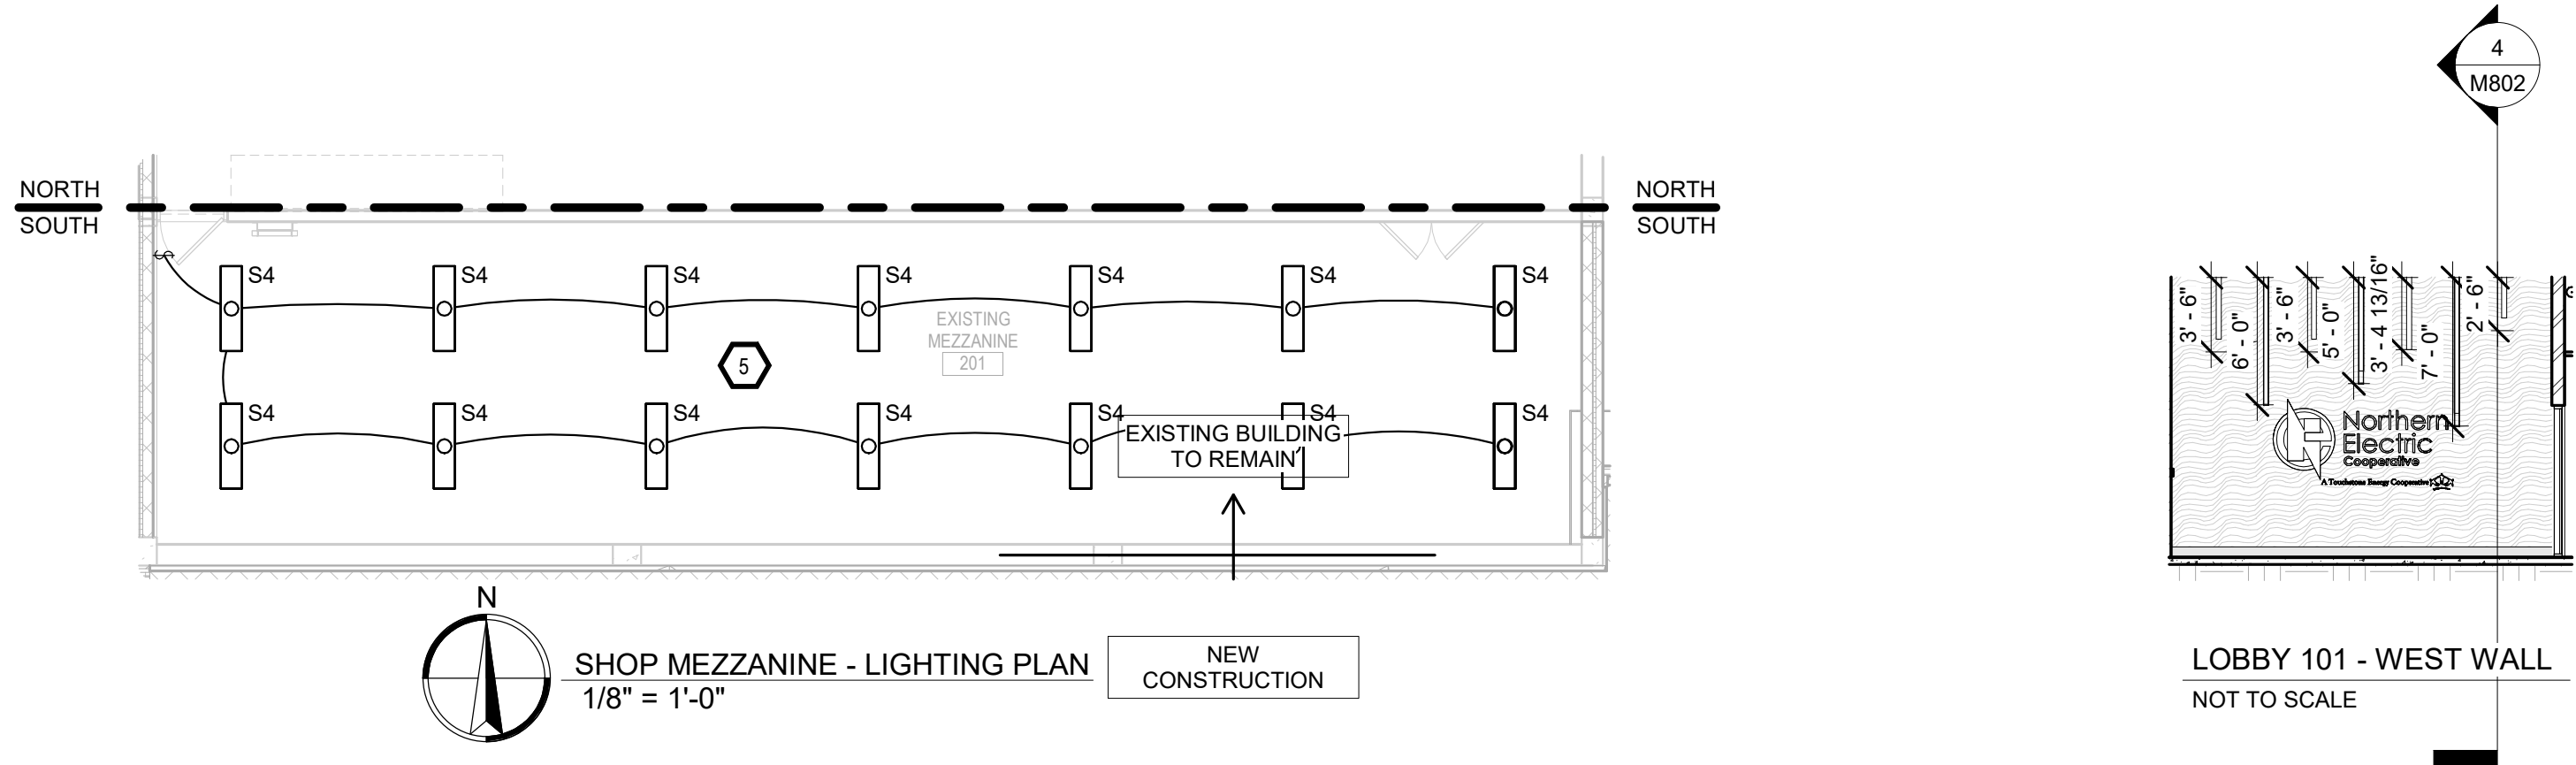 4
M802
NORTH
SOUTH
NORTH
SOUTH
S4 S4 S4 S4 S4 S4 S4
EXISTING
MEZZANINE
201
5
S4 S4 S4 S4 S4 S4 S4
EXISTING BUILDING
TO REMAIN
N
SHOP MEZZANINE - LIGHTING PLAN
1/8" = 1'-0"
NEW
CONSTRUCTION
3' - 6"
6' - 0"
3' - 6"
5' - 0"
3' - 4 13/16"
7' - 0"
2' - 6"
Northern
Electric
Cooperative
A Touchstone Energy Cooperative
LOBBY 101 - WEST WALL
NOT TO SCALE